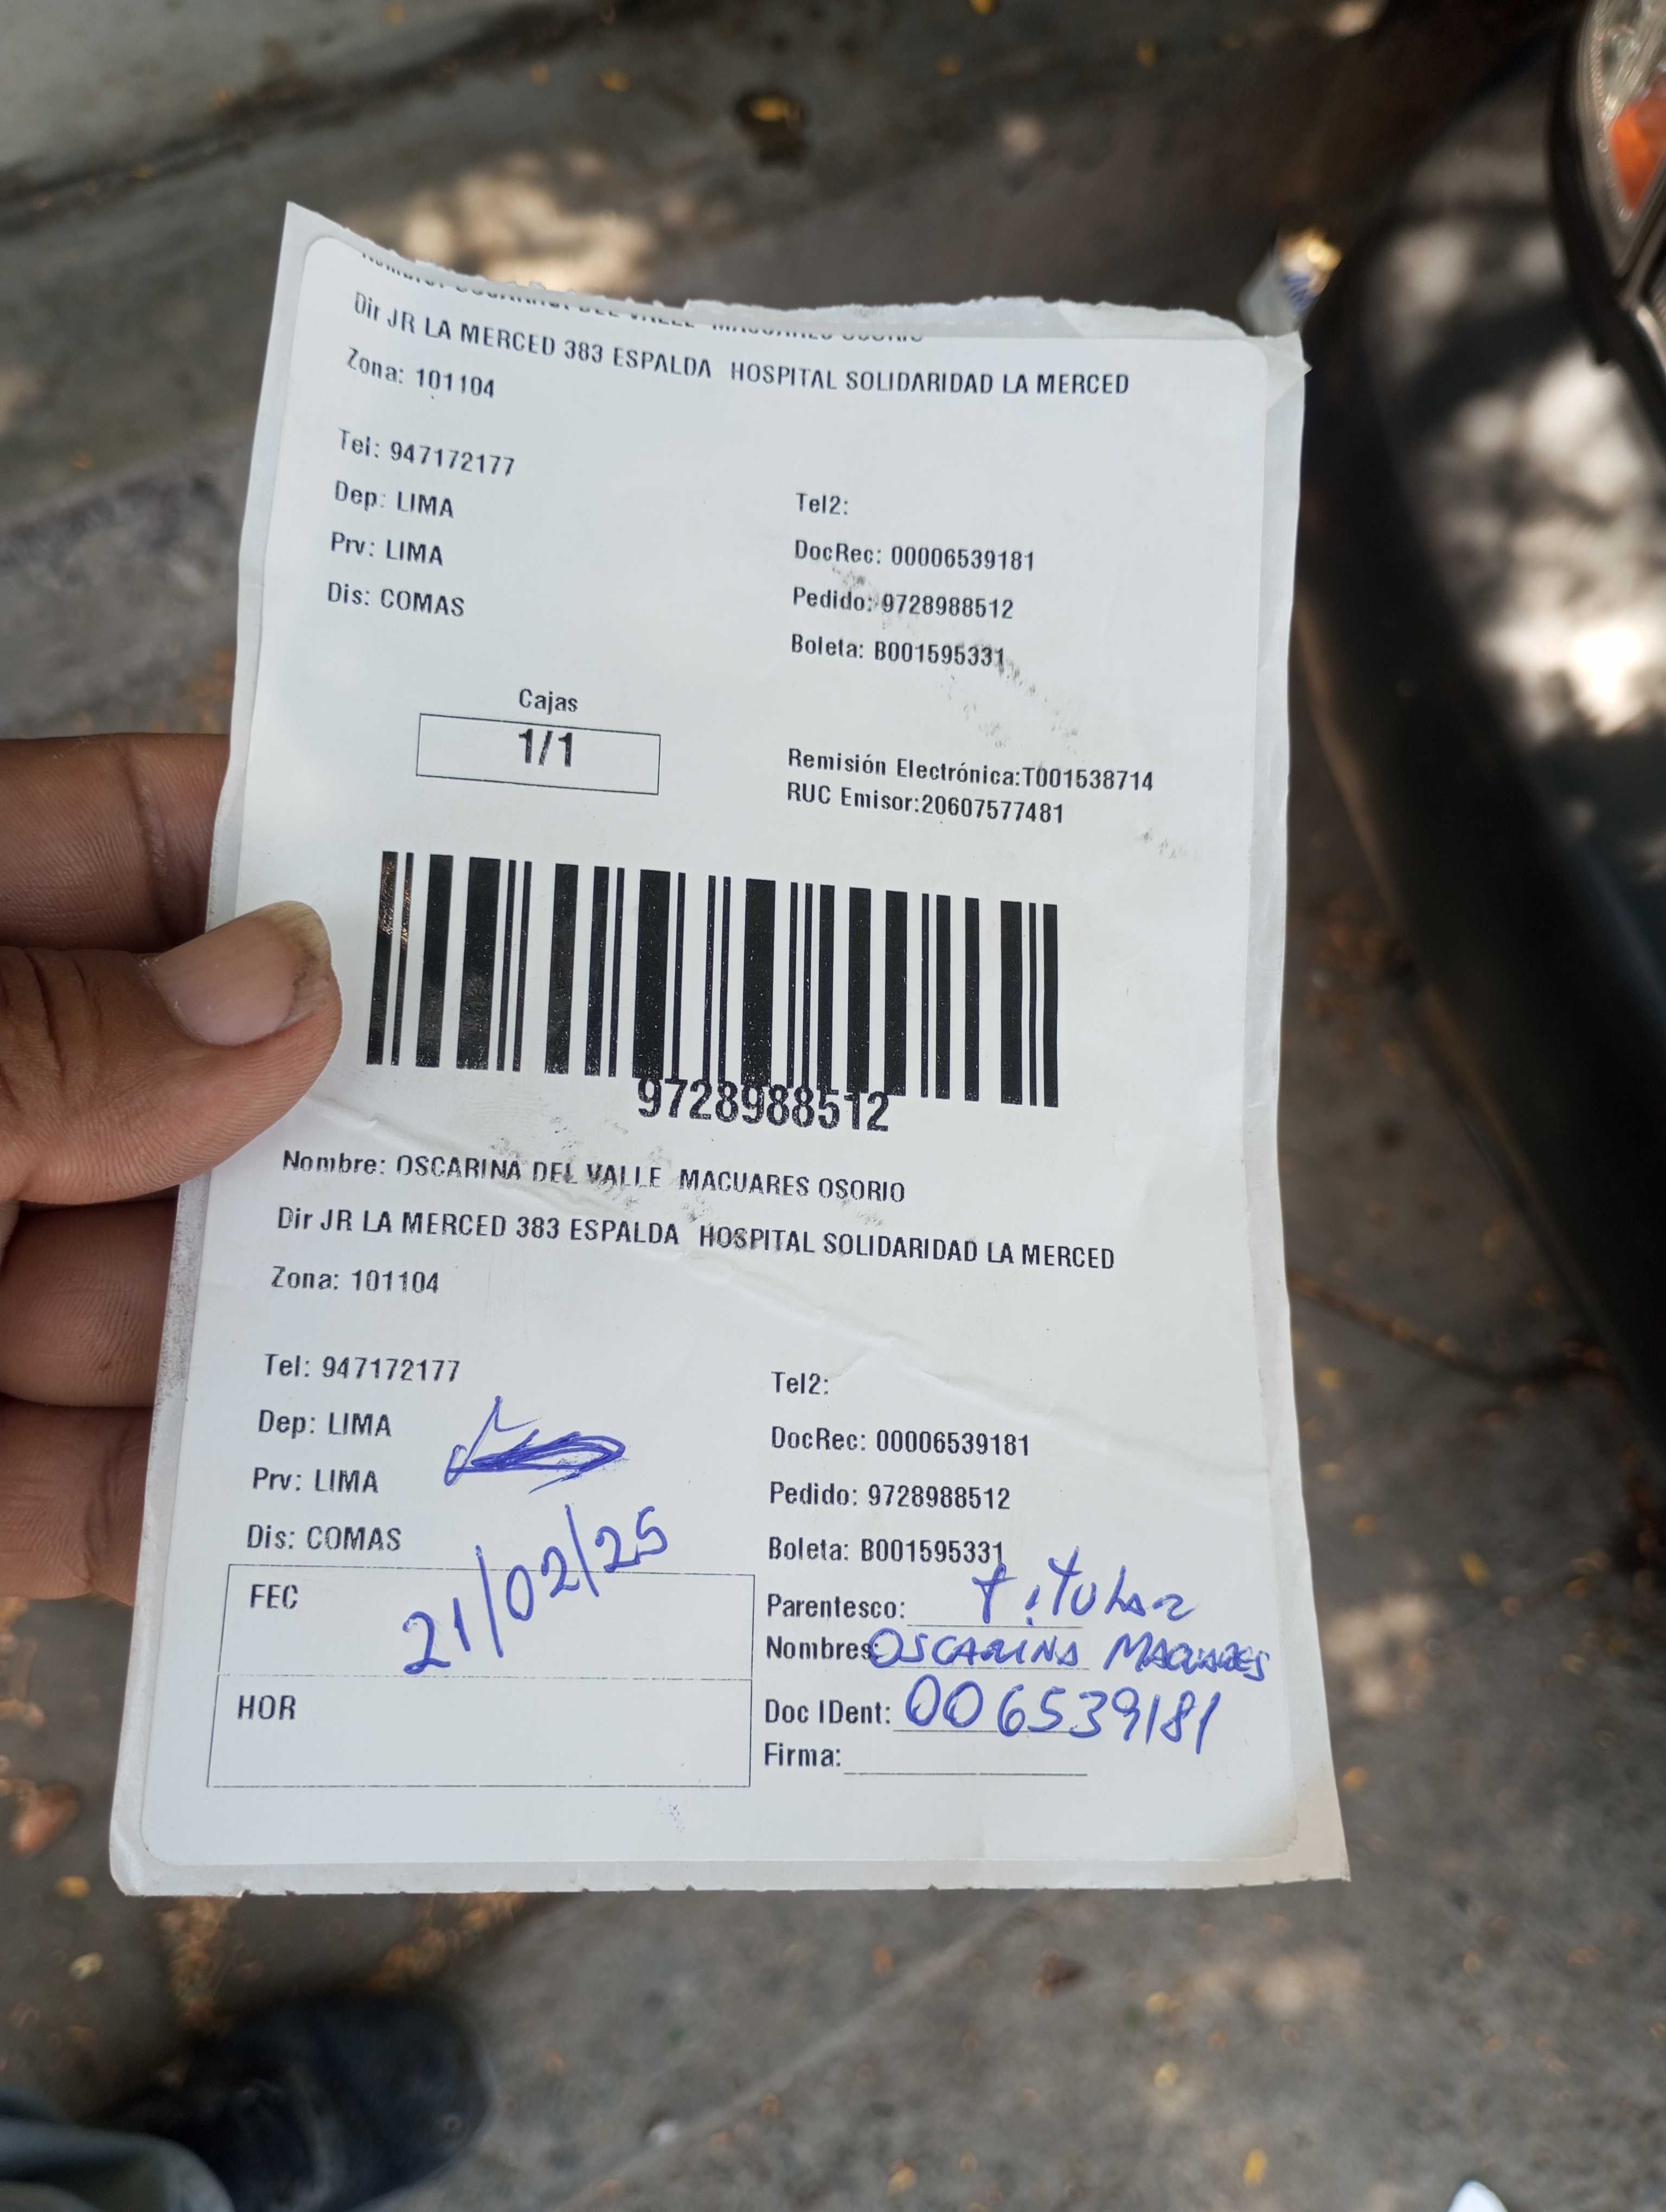 Dir JR LA MERCED 383 ESPALDA HOSPITAL SOLIDARIDAD LA MERCED
Zona: 101104
Tel: 947172177
Tel2:
Dep: LIMA
DocRec: 00006539181
Prv: LIMA
Pedido: 9728988512
Dis: COMAS
Boleta: B001595331
Cajas
1/1
Remisión Electrónica:T001538714
RUC Emisor:20607577481
9728988512
Nombre: OSCARINA DEL VALLE MACUARES OSORIO
Dir JR LA MERCED 383 ESPALDA HOSPITAL SOLIDARIDAD LA MERCED
Zona: 101104
Tel: 947172177
Tel2:
Dep: LIMA
DocRec: 00006539181
Prv: LIMA
Pedido: 9728988512
Dis: COMAS
Boleta: B001595331
FEC 21/02/25
Parentesco: TITULAR
Nombres: OSCARINA MACUARES
HOR
Doc IDent: 006539181
Firma: